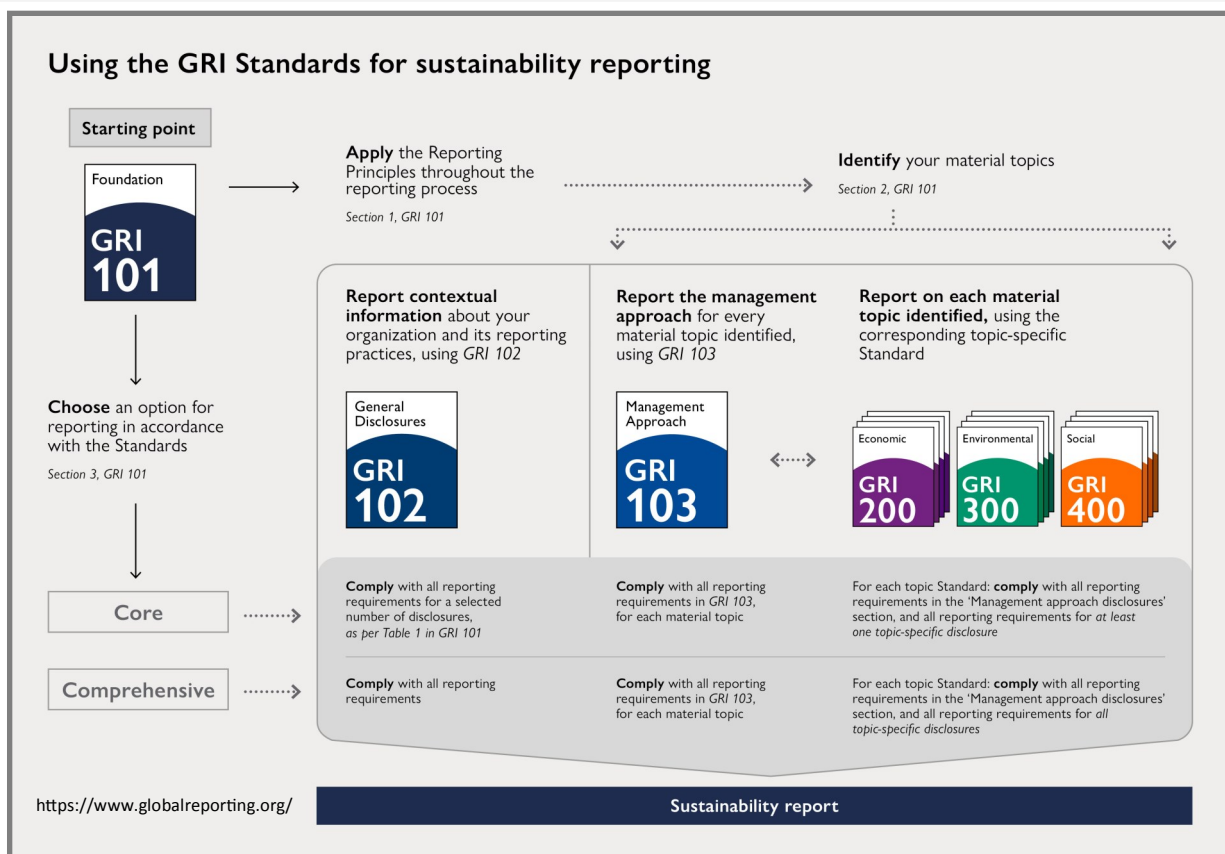 Using the GRI Standards for sustainability reporting
Starting point
Foundation
GRI
101
Apply the Reporting
Principles throughout the
reporting process
Section 1, GRI 101
Identify your material topics
Section 2, GRI 101
Choose an option for
reporting in accordance
with the Standards
Section 3, GRI 101
Report contextual
information about your
organization and its reporting
practices, using GRI 102
General
Disclosures
GRI
102
Report the management
approach for every
material topic identified,
using GRI 103
Management
Approach
GRI
103
Report on each material
topic identified, using the
corresponding topic-specific
Standard
Economic
GRI
200
Environmental
GRI
300
Social
GRI
400
Core
Comply with all reporting
requirements for a selected
number of disclosures,
as per Table 1 in GRI 101
Comply with all reporting
requirements in GRI 103,
for each material topic
For each topic Standard: comply with all reporting
requirements in the ‘Management approach disclosures’
section, and all reporting requirements for at least
one topic-specific disclosure
Comprehensive
Comply with all reporting
requirements
Comply with all reporting
requirements in GRI 103,
for each material topic
For each topic Standard: comply with all reporting
requirements in the ‘Management approach disclosures’
section, and all reporting requirements for all
topic-specific disclosures
https://www.globalreporting.org/
Sustainability report